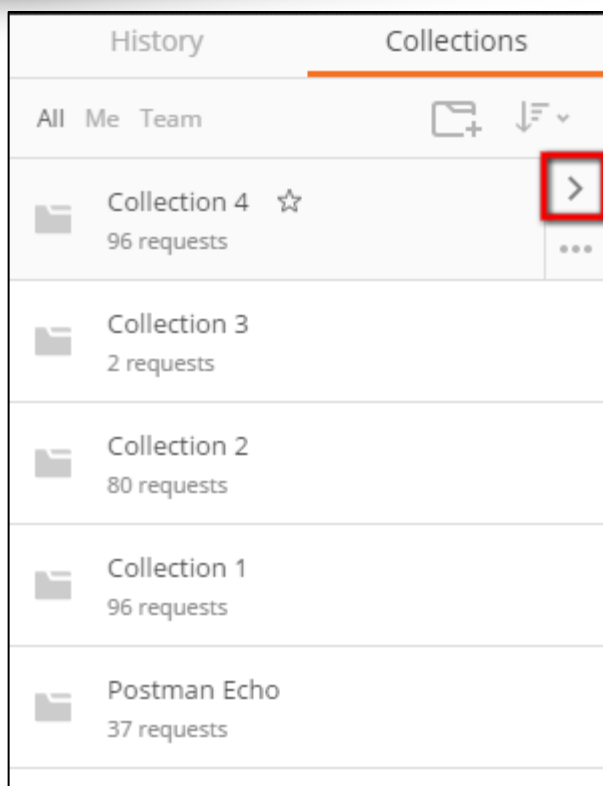 History Collections
All Me Team
Collection 4
96 requests
Collection 3
2 requests
Collection 2
80 requests
Collection 1
96 requests
Postman Echo
37 requests